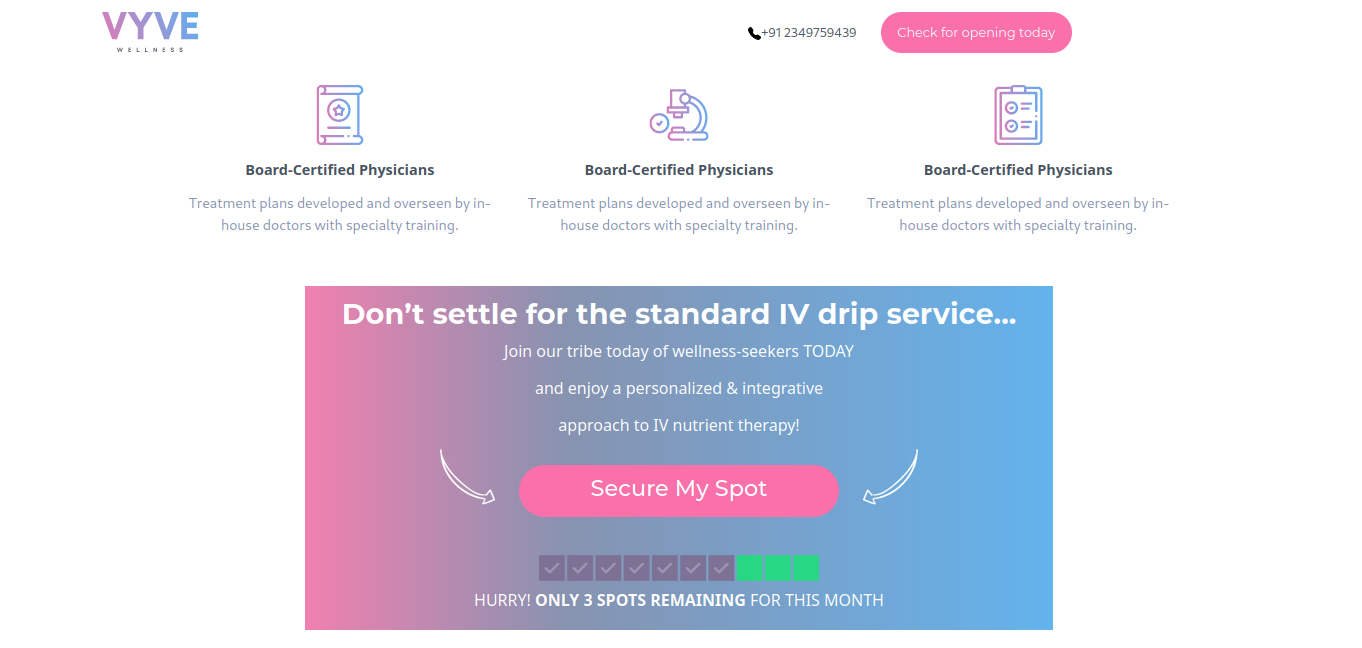 VYVE
WELLNESS
+91 2349759439
Check for opening today
Board-Certified Physicians
Treatment plans developed and overseen by in-
house doctors with specialty training.
Board-Certified Physicians
Treatment plans developed and overseen by in-
house doctors with specialty training.
Board-Certified Physicians
Treatment plans developed and overseen by in-
house doctors with specialty training.
Don’t settle for the standard IV drip service...
Join our tribe today of wellness-seekers TODAY
and enjoy a personalized & integrative
approach to IV nutrient therapy!
Secure My Spot
HURRY! ONLY 3 SPOTS REMAINING FOR THIS MONTH